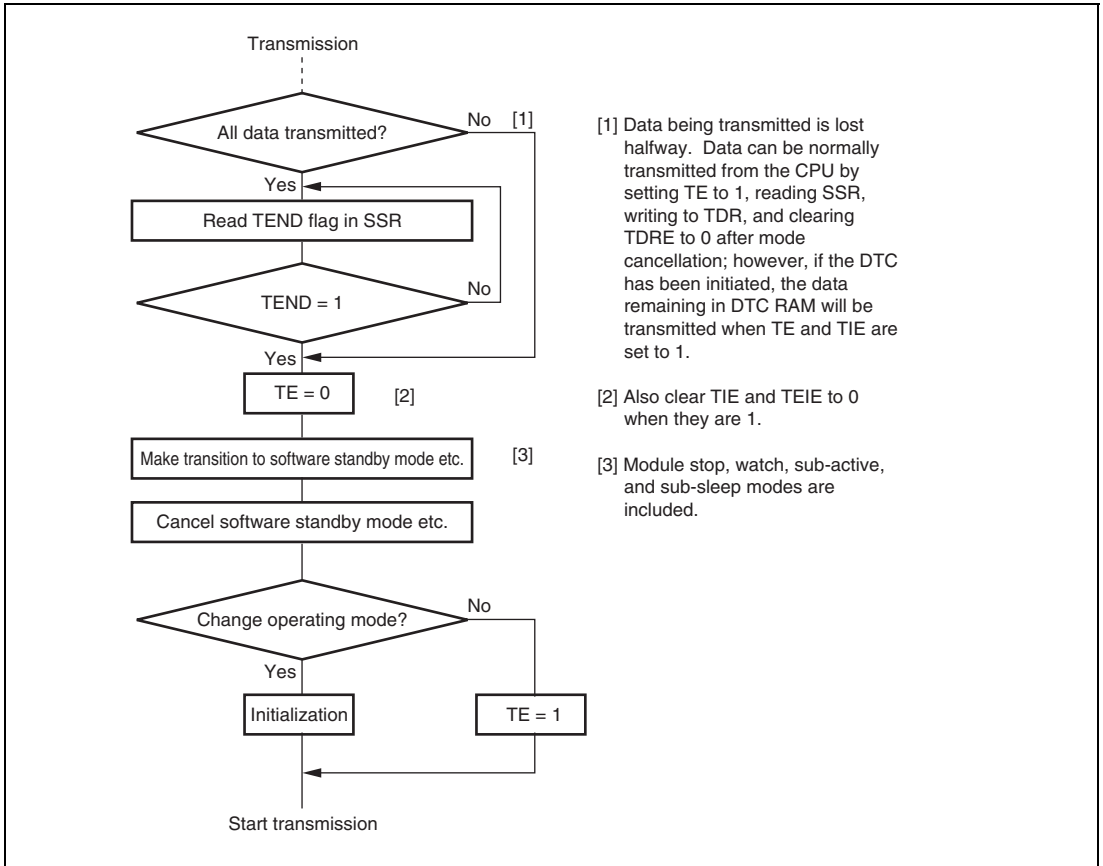 Transmission
All data transmitted?
No
[1]
Yes
Read TEND flag in SSR
TEND = 1
No
Yes
TE = 0
[2]
Make transition to software standby mode etc.
[3]
Cancel software standby mode etc.
Change operating mode?
No
Yes
Initialization
TE = 1
Start transmission
[1] Data being transmitted is lost
halfway. Data can be normally
transmitted from the CPU by
setting TE to 1, reading SSR,
writing to TDR, and clearing
TDRE to 0 after mode
cancellation; however, if the DTC
has been initiated, the data
remaining in DTC RAM will be
transmitted when TE and TIE are
set to 1.
[2] Also clear TIE and TEIE to 0
when they are 1.
[3] Module stop, watch, sub-active,
and sub-sleep modes are
included.